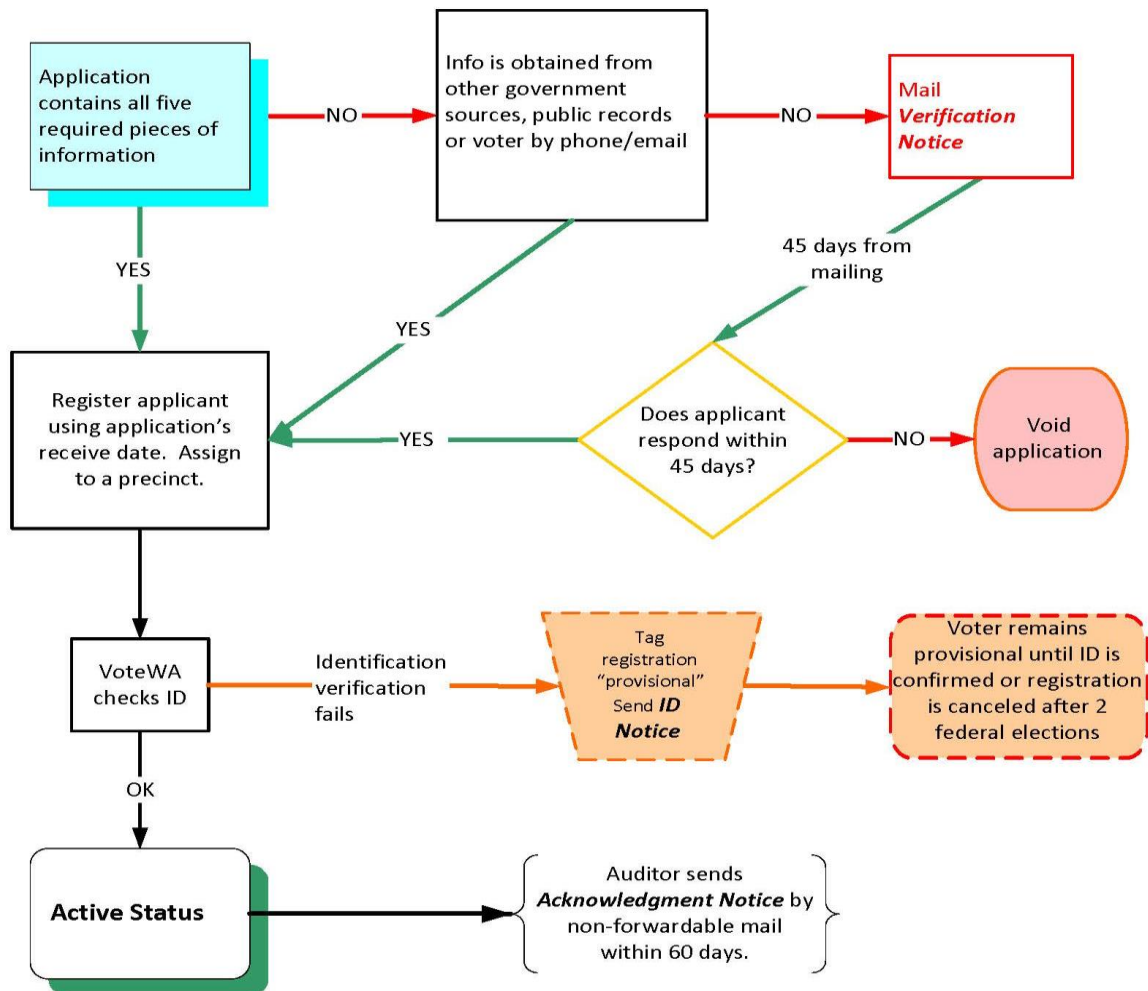 Application
contains all five
required pieces of
information
NO
Info is obtained from
other government
sources, public records
or voter by phone/email
NO
Mail
Verification
Notice
YES
YES
45 days from
mailing
Register applicant
using application's
receive date.  Assign
to a precinct.
YES
Does applicant
respond within
45 days?
NO
Void
application
VoteWA
checks ID
Identification
verification
fails
Tag
registration
"provisional"
Send ID
Notice
Voter remains
provisional until ID is
confirmed or registration
is canceled after 2
federal elections
OK
Active Status
Auditor sends
Acknowledgment Notice by
non-forwardable mail
within 60 days.